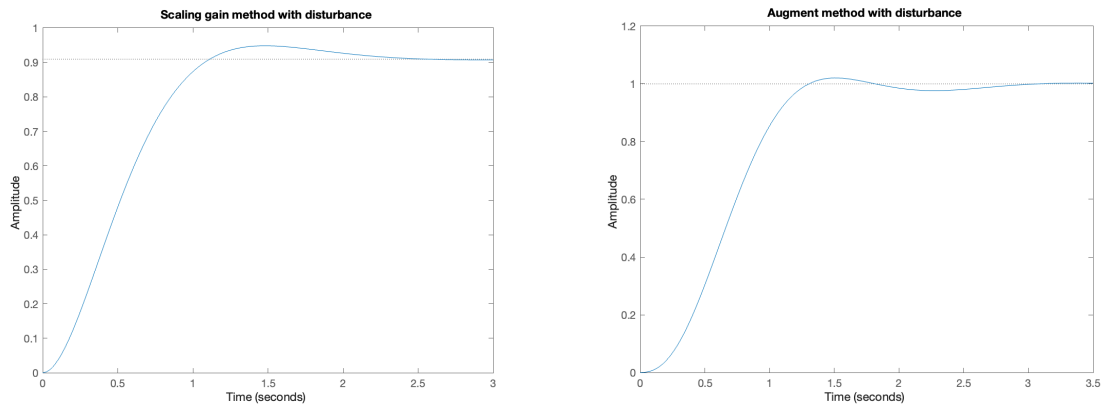 Scaling gain method with disturbance
1
0.9
0.8
0.7
0.6
0.5
0.4
0.3
0.2
0.1
0
Amplitude
0 0.5 1 1.5 2 2.5 3
Time (seconds)
Augment method with disturbance
1.2
1
0.8
0.6
0.4
0.2
0
Amplitude
0 0.5 1 1.5 2 2.5 3 3.5
Time (seconds)